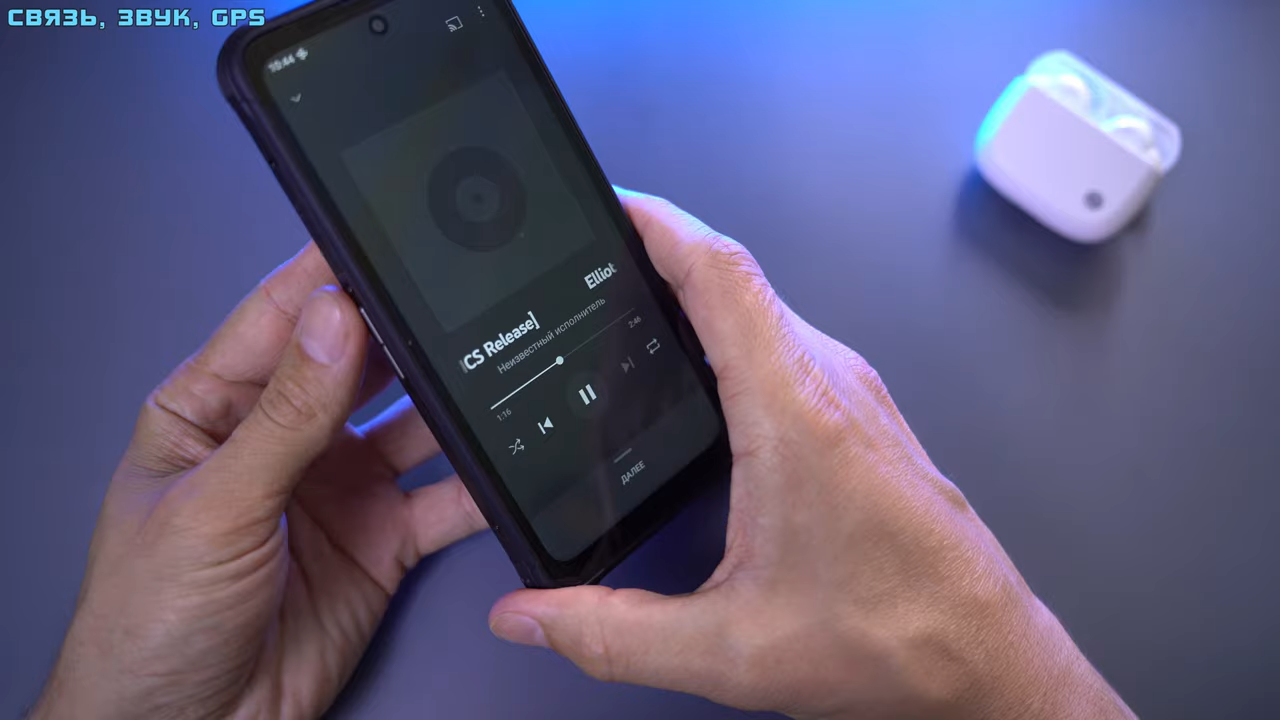 СВЯЗЬ, ЗВУК, GPS
10:44
Elliot
CS Release]
Неизвестный исполнитель
1:16
2:46
ДАЛЕЕ